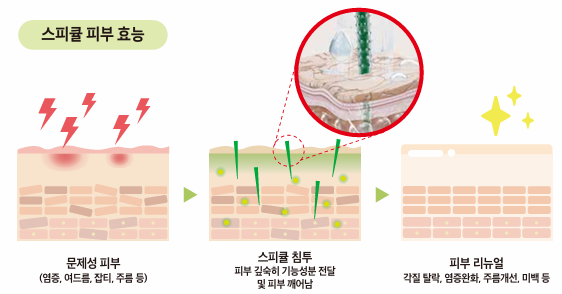 스피큘 피부 효능
문제성 피부
(염증, 여드름, 잡티, 주름 등)
스피큘 침투
피부 깊숙히 기능성분 전달
및 피부 깨어남
피부 리뉴얼
각질 탈락, 염증완화, 주름개선, 미백 등